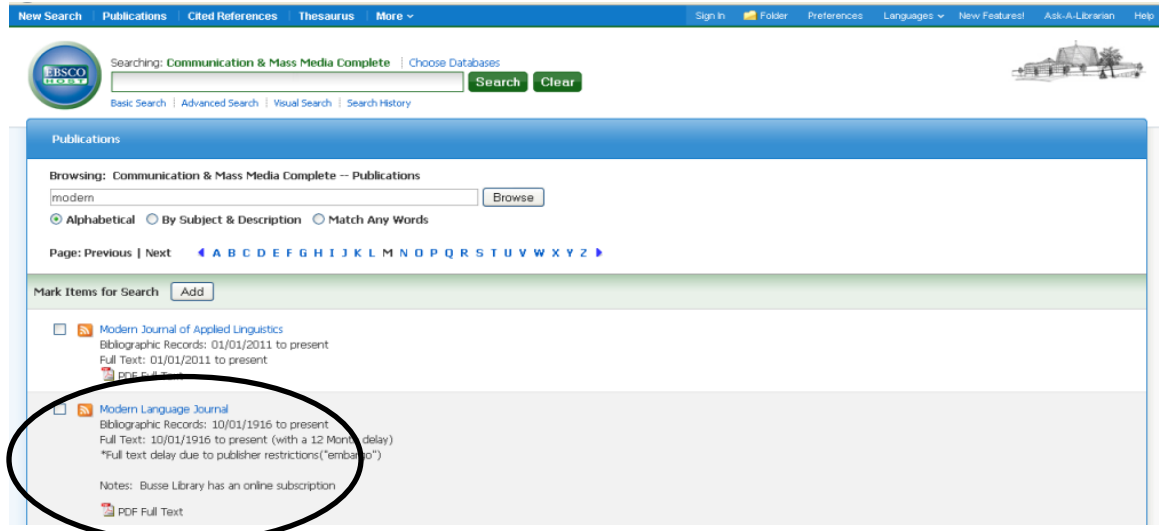 New Search | Publications | Cited References | Thesaurus | More
Sign In Folder Preferences Languages New Features! Ask-A-Librarian Help
EBSCO HOST
Searching: Communication & Mass Media Complete | Choose Databases
Search Clear
Basic Search | Advanced Search | Visual Search | Search History
Publications
Browsing: Communication & Mass Media Complete -- Publications
modern Browse
Alphabetical By Subject & Description Match Any Words
Page: Previous | Next A B C D E F G H I J K L M N O P Q R S T U V W X Y Z
Mark Items for Search Add
Modern Journal of Applied Linguistics
Bibliographic Records: 01/01/2011 to present
Full Text: 01/01/2011 to present
PDF Full Text
Modern Language Journal
Bibliographic Records: 10/01/1916 to present
Full Text: 10/01/1916 to present (with a 12 Month delay)
*Full text delay due to publisher restrictions("embargo")
Notes: Busse Library has an online subscription
PDF Full Text